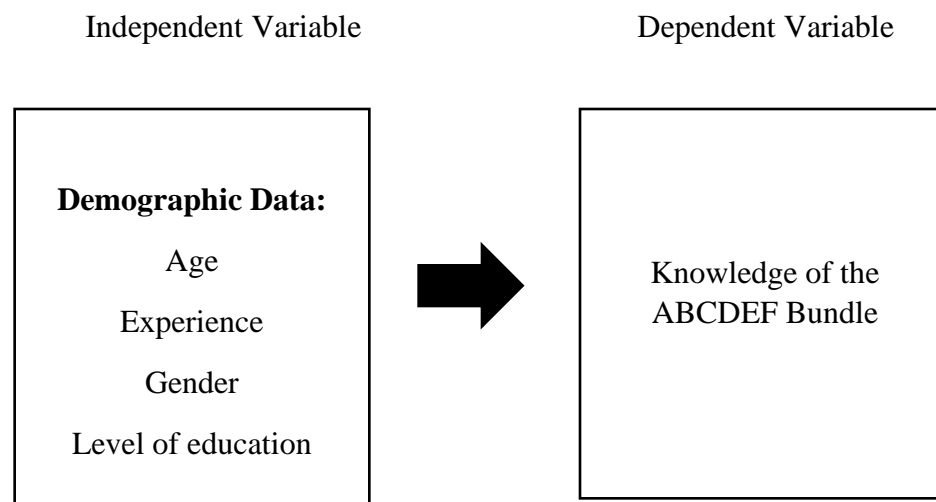 Independent Variable
Dependent Variable
Demographic Data:
Age
Experience
Gender
Level of education
Knowledge of the
ABCDEF Bundle